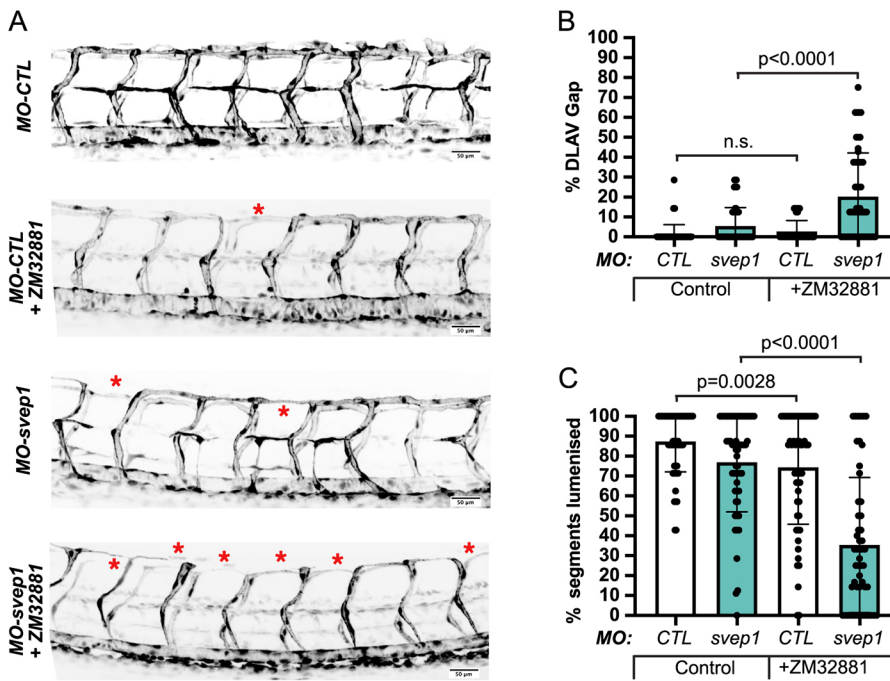 A
MO-CTL
50 µm
MO-CTL
+ ZM32881
*
50 µm
MO-svep1
*
*
50 µm
MO-svep1
+ ZM32881
*
*
*
*
*
*
50 µm
B
% DLAV Gap
100
90
80
70
60
50
40
30
20
10
0
p<0.0001
n.s.
MO: CTL svep1 CTL svep1
Control +ZM32881
C
% segments lumenised
100
90
80
70
60
50
40
30
20
10
0
p<0.0001
p=0.0028
MO: CTL svep1 CTL svep1
Control +ZM32881